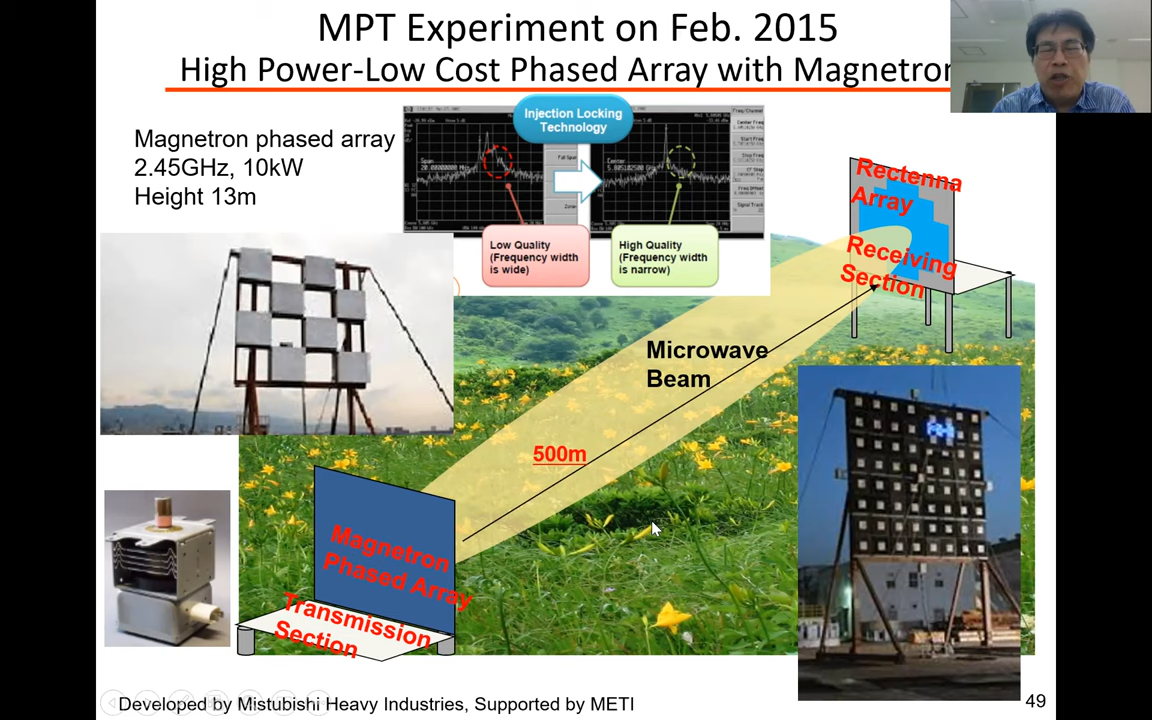 MPT Experiment on Feb. 2015
High Power-Low Cost Phased Array with Magnetron
Injection Locking
Technology
Magnetron phased array
2.45GHz, 10kW
Height 13m
Span
Center
Low Quality
(Frequency width
is wide)
High Quality
(Frequency width
is narrow)
Rectenna
Array
Receiving
Section
Microwave
Beam
500m
Magnetron
Phased Array
Transmission
Section
Developed by Mistubishi Heavy Industries, Supported by METI
49